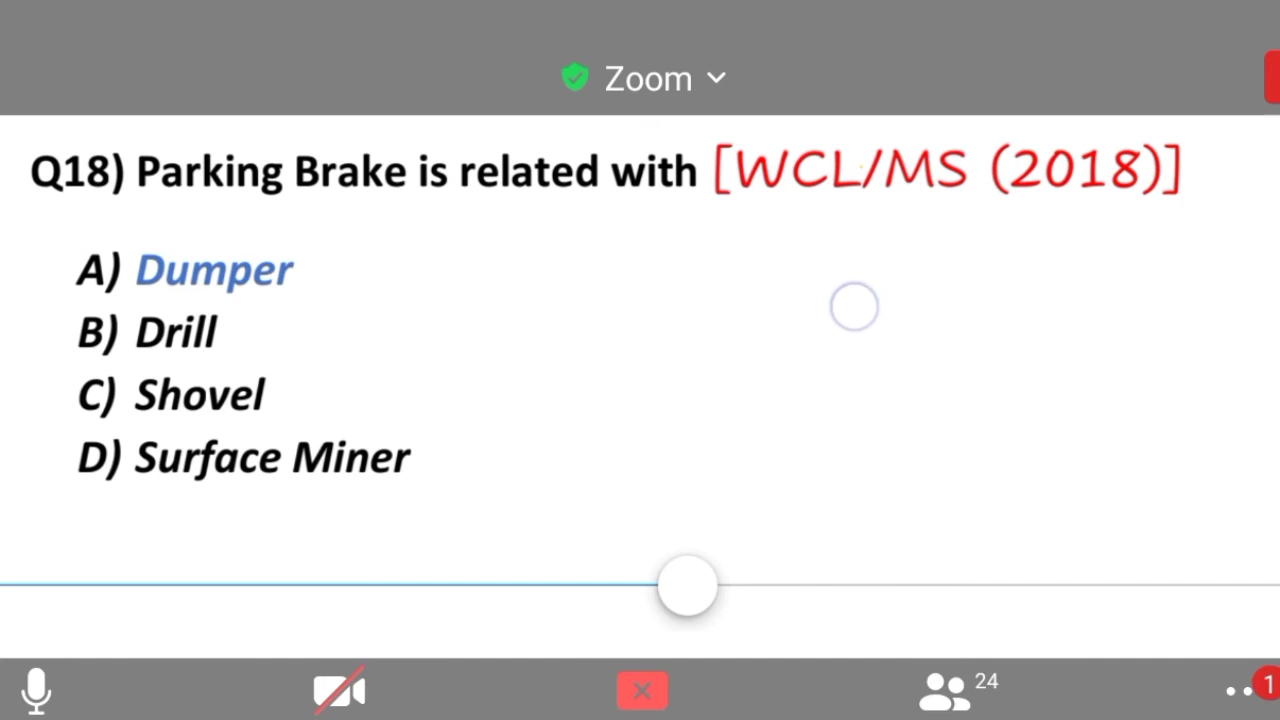 Zoom
Q18) Parking Brake is related with [WCL/MS (2018)]
A) Dumper
B) Drill
C) Shovel
D) Surface Miner
24
1